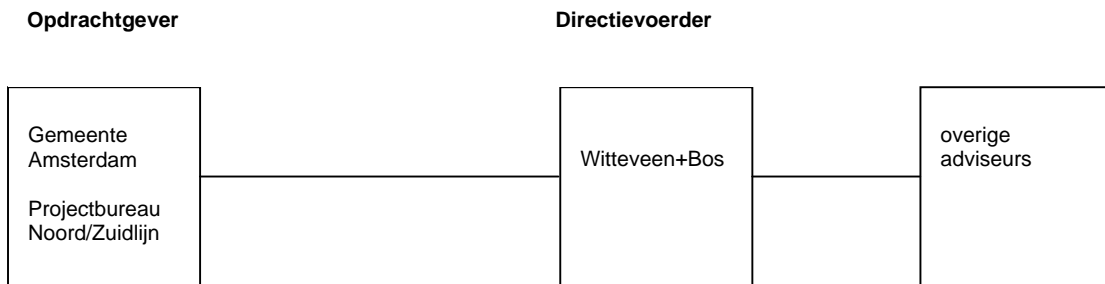 Opdrachtgever
Directievoerder
Gemeente
Amsterdam
Projectbureau
Noord/Zuidlijn
Witteveen+Bos
overige
adviseurs